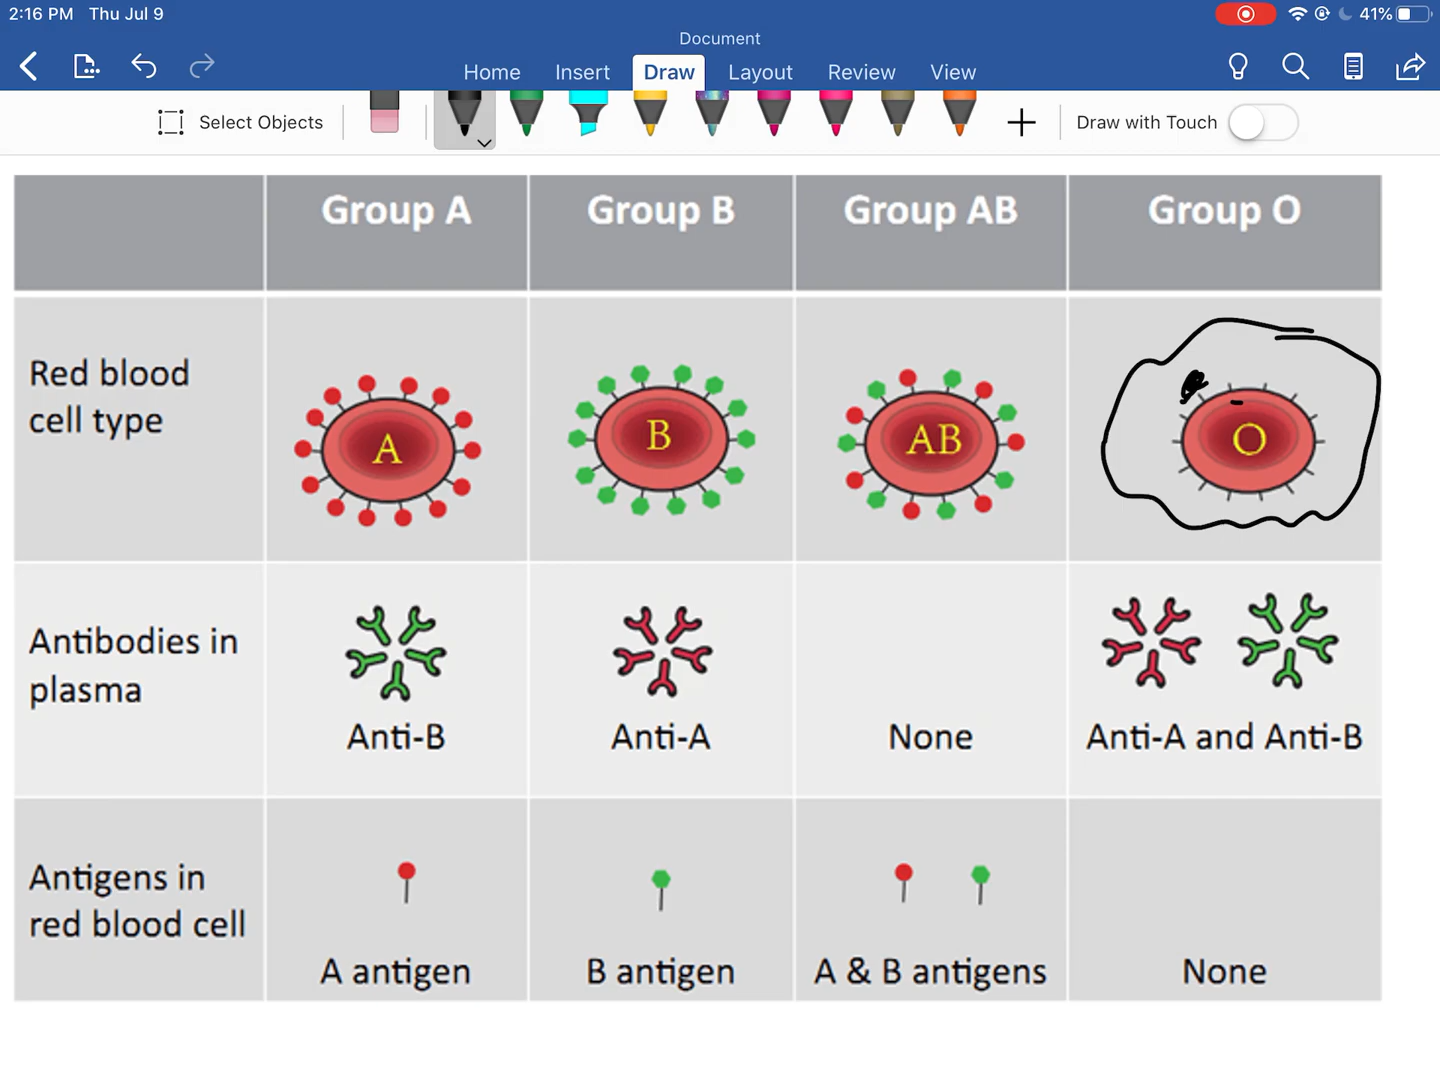 2:16 PM Thu Jul 9
41%
Document
Home Insert Draw Layout Review View
Select Objects
Draw with Touch
Group A Group B Group AB Group O
Red blood
cell type
A B AB O
Antibodies in
plasma
Anti-B Anti-A None Anti-A and Anti-B
Antigens in
red blood cell
A antigen B antigen A & B antigens None